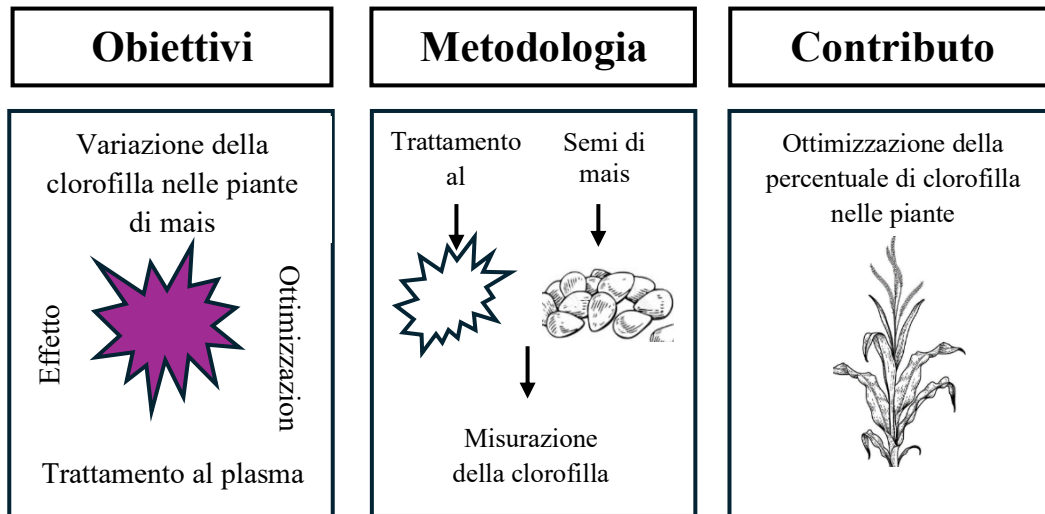 Obiettivi
Variazione della
clorofilla nelle piante
di mais
Effetto
Ottimizzazion
Trattamento al plasma
Metodologia
Trattamento
al
Semi di
mais
Misurazione
della clorofilla
Contributo
Ottimizzazione della
percentuale di clorofilla
nelle piante